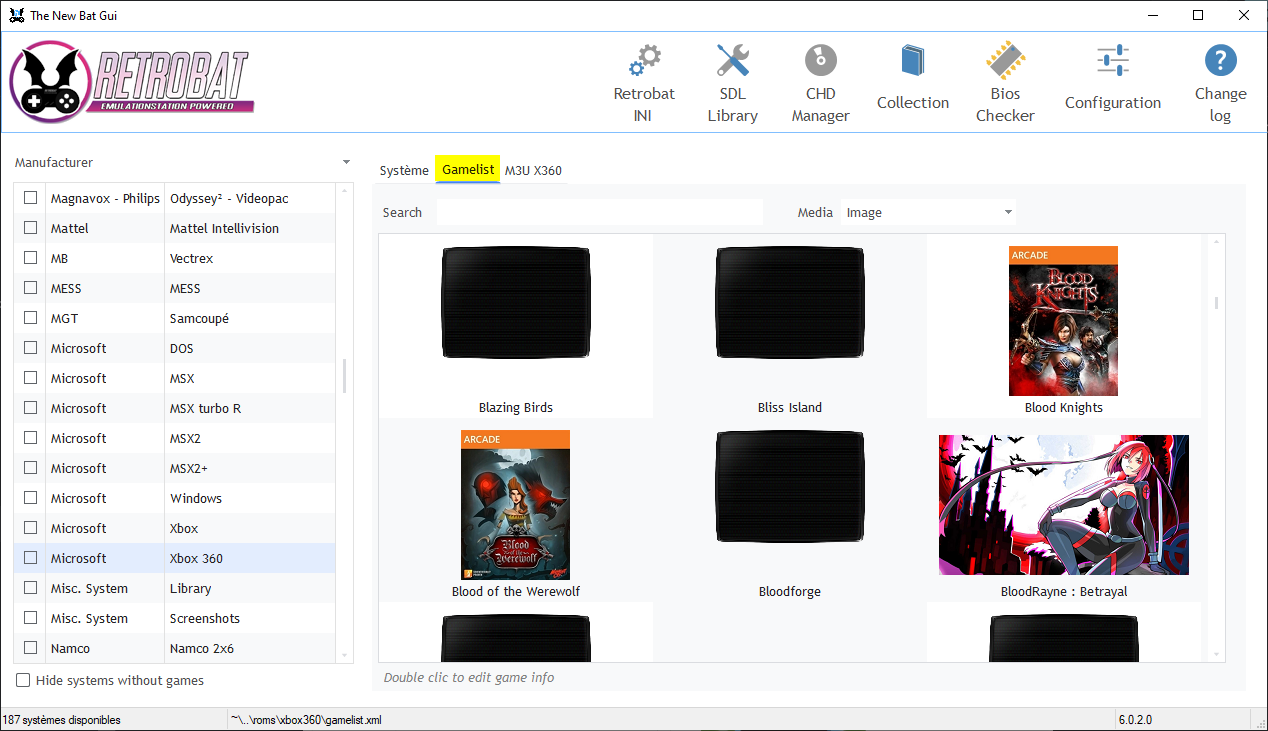 The New Bat Gui
RETROBAT
EMULATIONSTATION POWERED
Retrobat INI
SDL Library
CHD Manager
Collection
Bios Checker
Configuration
Change log
Manufacturer
Magnavox - Philips Odyssey² - Videopac
Mattel Mattel Intellivision
MB Vectrex
MESS MESS
MGT Samcoupé
Microsoft DOS
Microsoft MSX
Microsoft MSX turbo R
Microsoft MSX2
Microsoft MSX2+
Microsoft Windows
Microsoft Xbox
Microsoft Xbox 360
Misc. System Library
Misc. System Screenshots
Namco Namco 2x6
Hide systems without games
Système Gamelist M3U X360
Search Media Image
ARCADE
BLOOD
KNIGHTS
Blazing Birds Bliss Island Blood Knights
ARCADE
Blood
of the
Werewolf
Blood of the Werewolf Bloodforge BloodRayne : Betrayal
Double clic to edit game info
187 systèmes disponibles ~\..\roms\xbox360\gamelist.xml 6.0.2.0